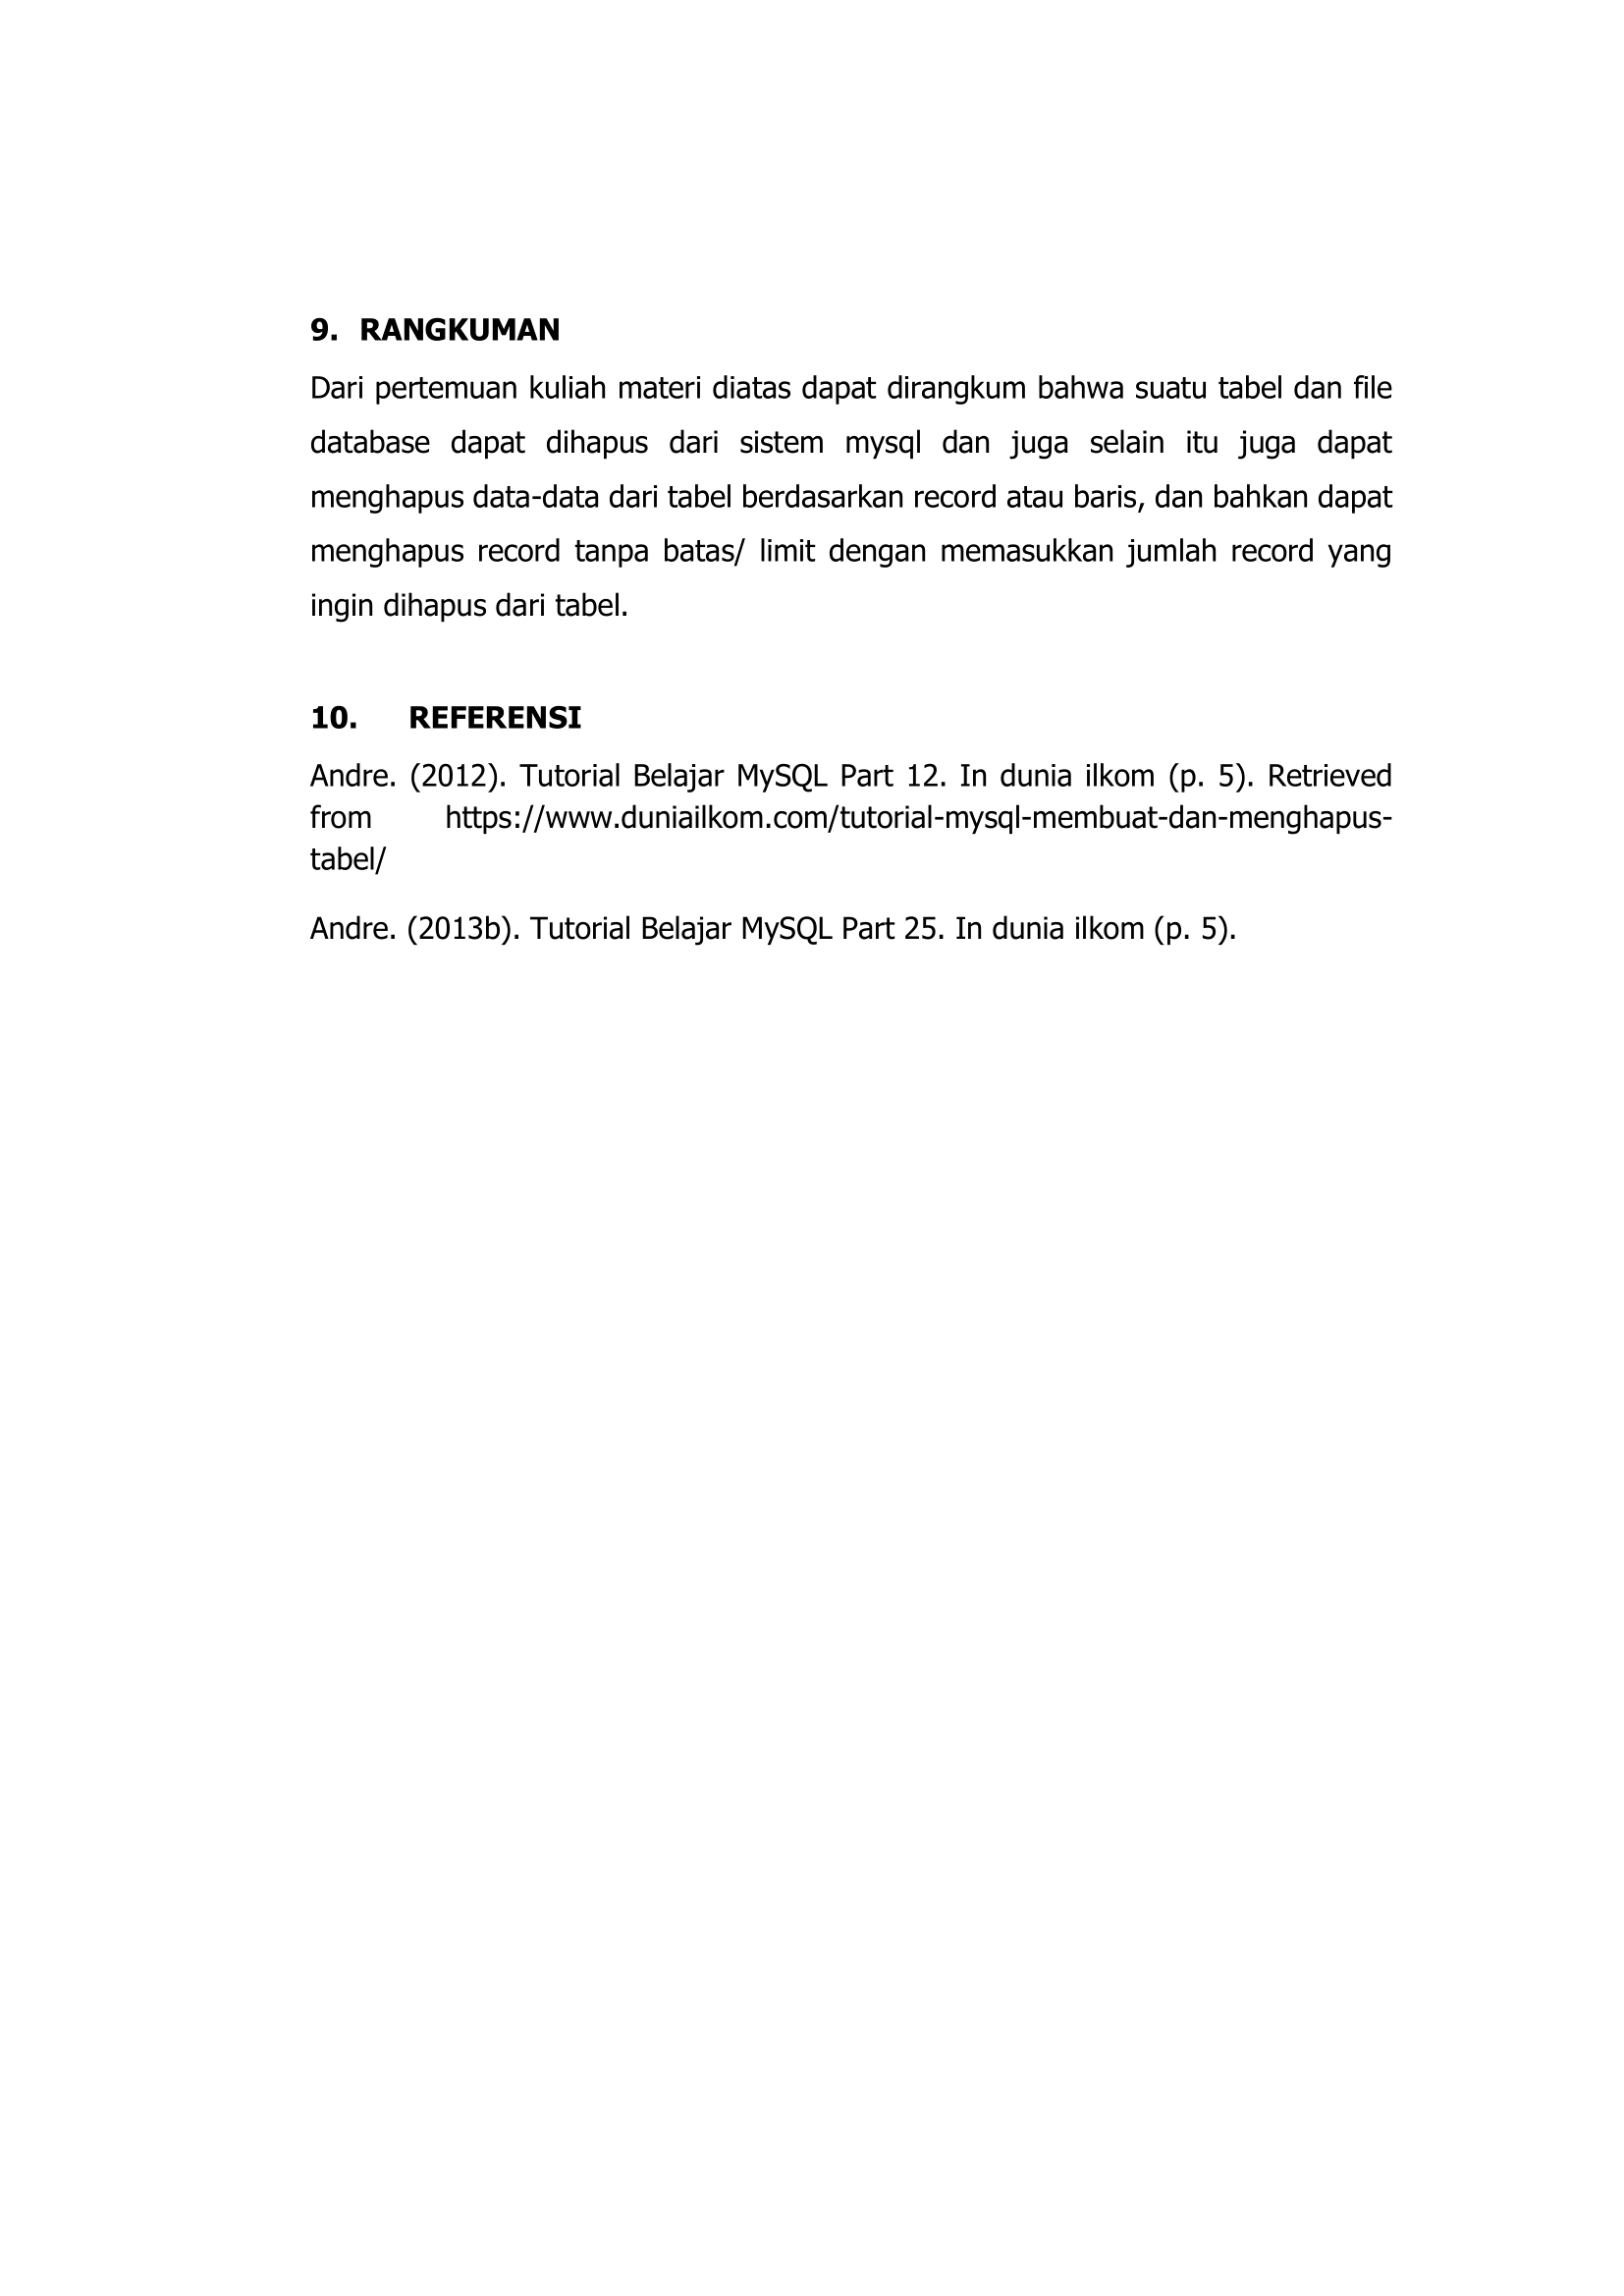 9. RANGKUMAN
Dari pertemuan kuliah materi diatas dapat dirangkum bahwa suatu tabel dan file
database dapat dihapus dari sistem mysql dan juga selain itu juga dapat
menghapus data-data dari tabel berdasarkan record atau baris, dan bahkan dapat
menghapus record tanpa batas/ limit dengan memasukkan jumlah record yang
ingin dihapus dari tabel.
10. REFERENSI
Andre. (2012). Tutorial Belajar MySQL Part 12. In dunia ilkom (p. 5). Retrieved
from https://www.duniailkom.com/tutorial-mysql-membuat-dan-menghapus-
tabel/
Andre. (2013b). Tutorial Belajar MySQL Part 25. In dunia ilkom (p. 5).